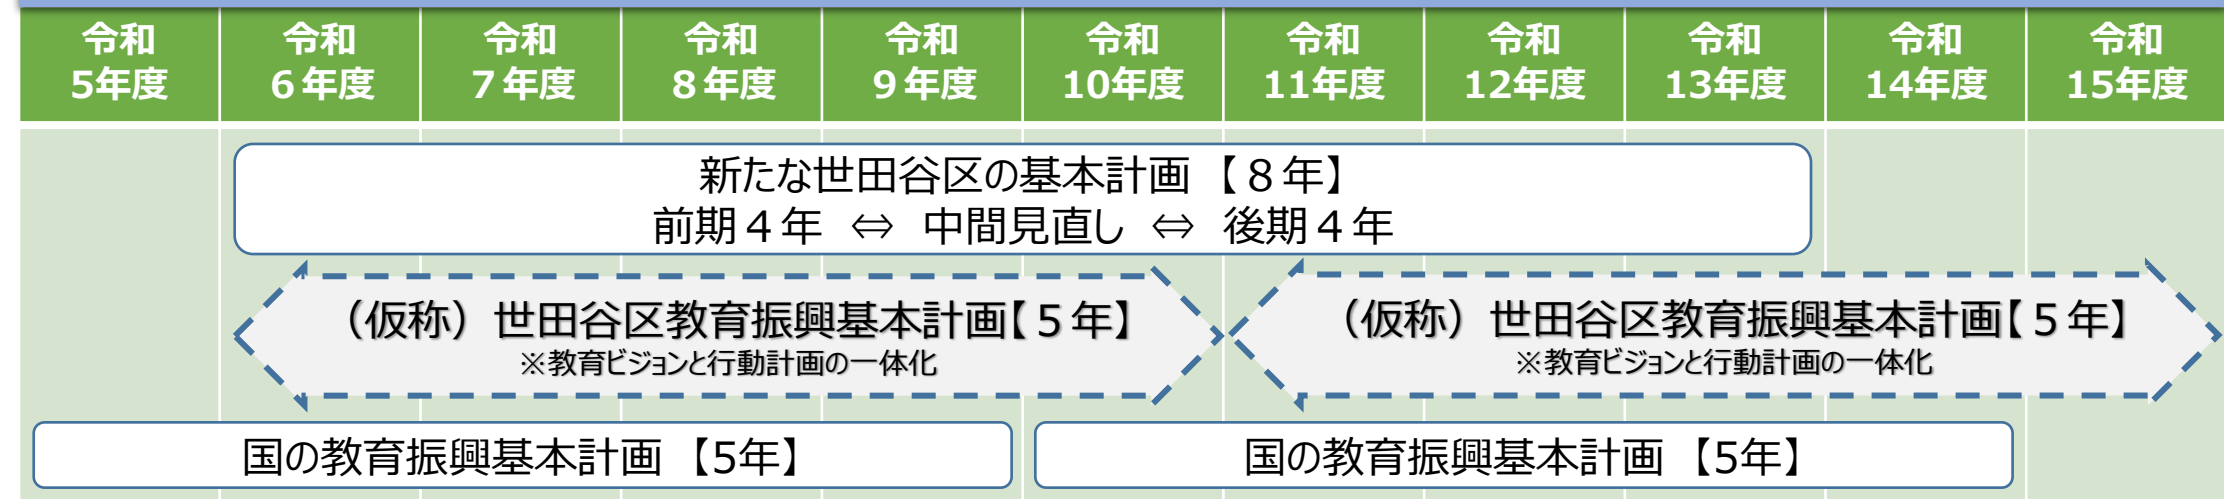 令和
5年度
令和
６年度
令和
７年度
令和
８年度
令和
９年度
令和
10年度
令和
11年度
令和
12年度
令和
13年度
令和
14年度
令和
15年度
新たな世田谷区の基本計画【８年】
前期４年 ⇔ 中間見直し ⇔ 後期４年
（仮称）世田谷区教育振興基本計画【５年】
※教育ビジョンと行動計画の一体化
（仮称）世田谷区教育振興基本計画【５年】
※教育ビジョンと行動計画の一体化
国の教育振興基本計画【5年】
国の教育振興基本計画【5年】